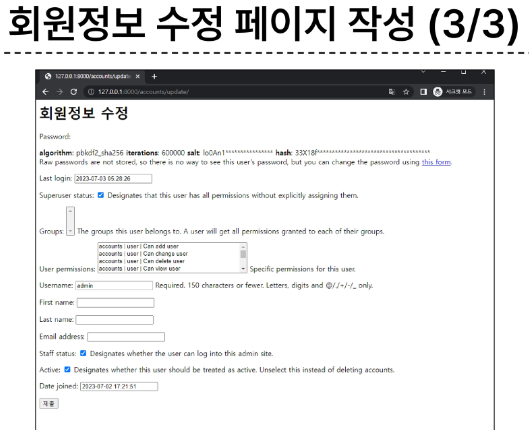 회원정보 수정 페이지 작성 (3/3)
127.0.0.1:8000/accounts/update
127.0.0.1:8000/accounts/update/
시크릿 모드
회원정보 수정
Password:
algorithm: pbkdf2_sha256 iterations: 600000 salt: lo0An1**************** hash: 33X18f**************************************
Raw passwords are not stored, so there is no way to see this user's password, but you can change the password using this form.
Last login: 2023-07-03 05:28:26
Superuser status: Designates that this user has all permissions without explicitly assigning them.
Groups: The groups this user belongs to. A user will get all permissions granted to each of their groups.
accounts | user | Can add user
accounts | user | Can change user
accounts | user | Can delete user
accounts | user | Can view user
User permissions: Specific permissions for this user.
Username: admin Required. 150 characters or fewer. Letters, digits and @/./+/-/_ only.
First name:
Last name:
Email address:
Staff status: Designates whether the user can log into this admin site.
Active: Designates whether this user should be treated as active. Unselect this instead of deleting accounts.
Date joined: 2023-07-02 17:21:51
제출